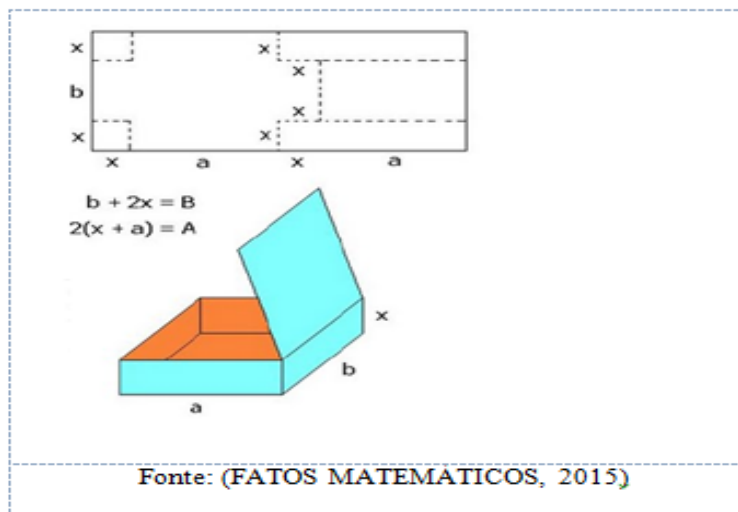 x x
x
b
x
x x
x a x a
b + 2x = B
2(x + a) = A
x
b
a
Fonte: (FATOS MATEMATICOS, 2015)